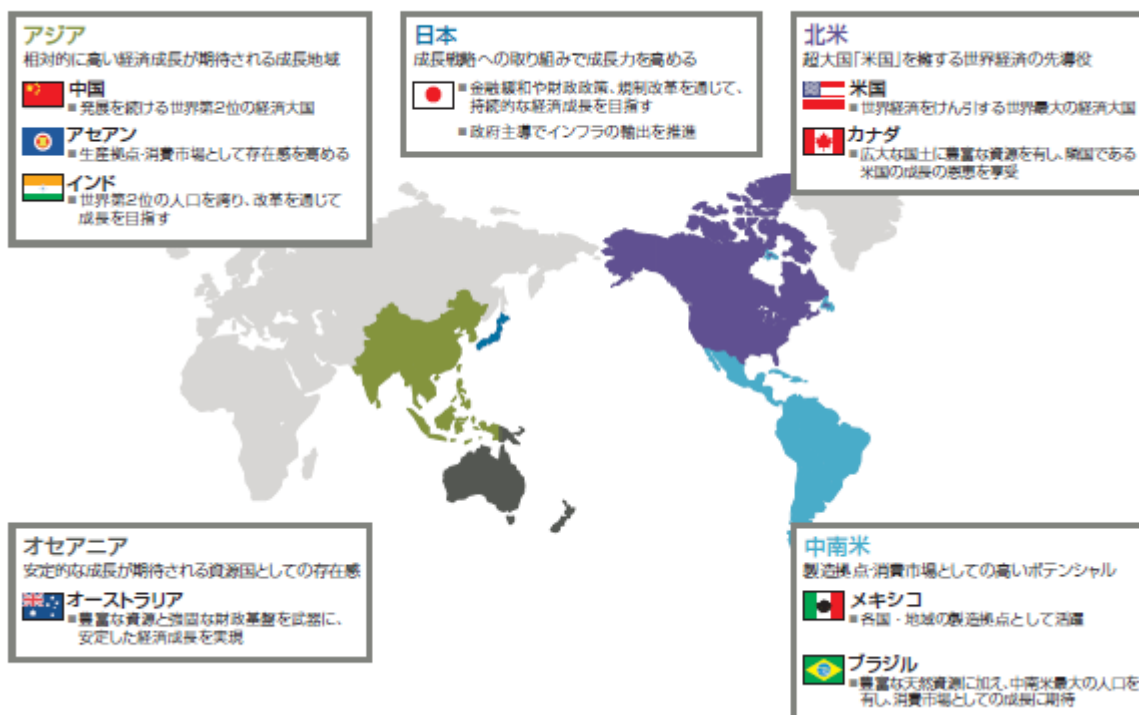 アジア
相対的に高い経済成長が期待される成長地域
中国
■発展を続ける世界第2位の経済大国
アセアン
■生産拠点・消費市場として存在感を高める
インド
■世界第2位の人口を誇り、改革を通じて
成長を目指す
日本
成長戦略への取り組みで成長力を高める
■金融緩和や財政政策、規制改革を通じて、
持続的な経済成長を目指す
■政府主導でインフラの輸出を推進
北米
超大国「米国」を擁する世界経済の先導役
米国
■世界経済をけん引する世界最大の経済大国
カナダ
■広大な国土に豊富な資源を有し、隣国である
米国の成長の恩恵を享受
オセアニア
安定的な成長が期待される資源国としての存在感
オーストラリア
■豊富な資源と強固な財政基盤を武器に、
安定した経済成長を実現
中南米
製造拠点・消費市場としての高いポテンシャル
メキシコ
■各国・地域の製造拠点として活躍
ブラジル
■豊富な天然資源に加え、中南米最大の人口を
有し、消費市場としての成長に期待